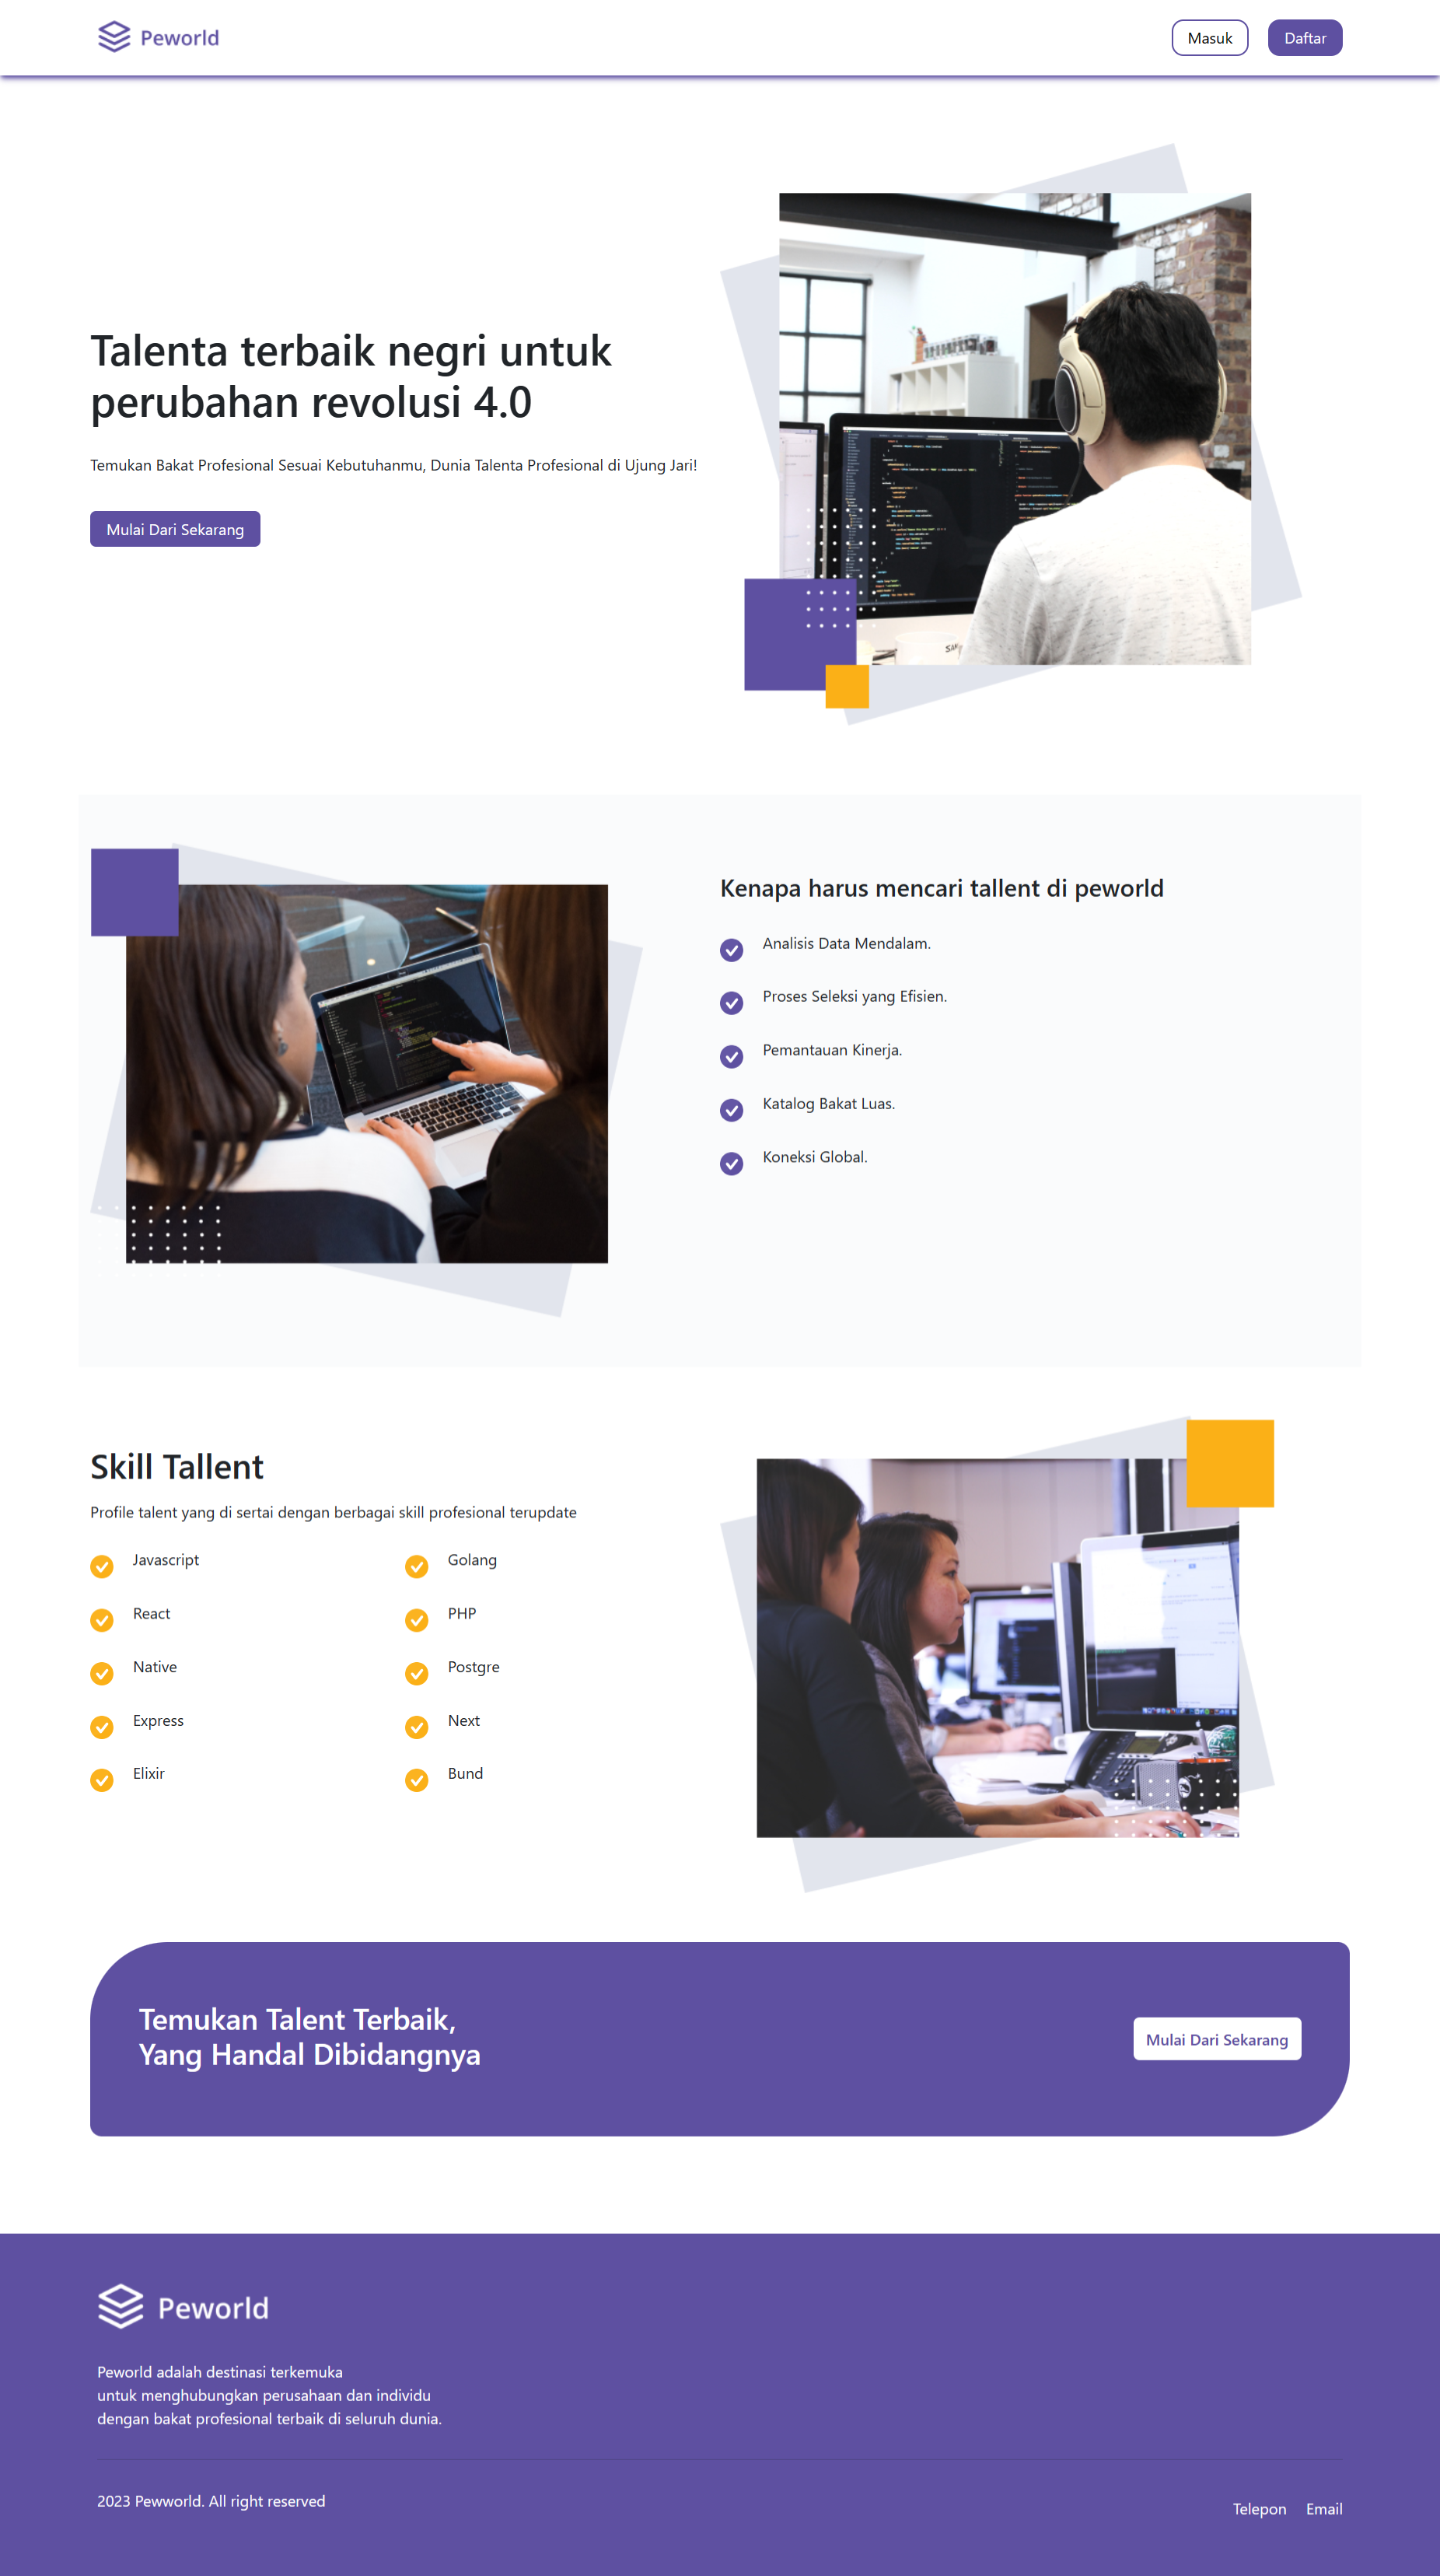 Peworld
Masuk
Daftar
Talenta terbaik negri untuk
perubahan revolusi 4.0
Temukan Bakat Profesional Sesuai Kebutuhanmu, Dunia Talenta Profesional di Ujung Jari!
Mulai Dari Sekarang
Kenapa harus mencari tallent di peworld
Analisis Data Mendalam.
Proses Seleksi yang Efisien.
Pemantauan Kinerja.
Katalog Bakat Luas.
Koneksi Global.
Skill Tallent
Profile talent yang di sertai dengan berbagai skill profesional terupdate
Javascript
React
Native
Express
Elixir
Golang
PHP
Postgre
Next
Bund
Temukan Talent Terbaik,
Yang Handal Dibidangnya
Mulai Dari Sekarang
Peworld
Peworld adalah destinasi terkemuka
untuk menghubungkan perusahaan dan individu
dengan bakat profesional terbaik di seluruh dunia.
2023 Pewworld. All right reserved
Telepon
Email